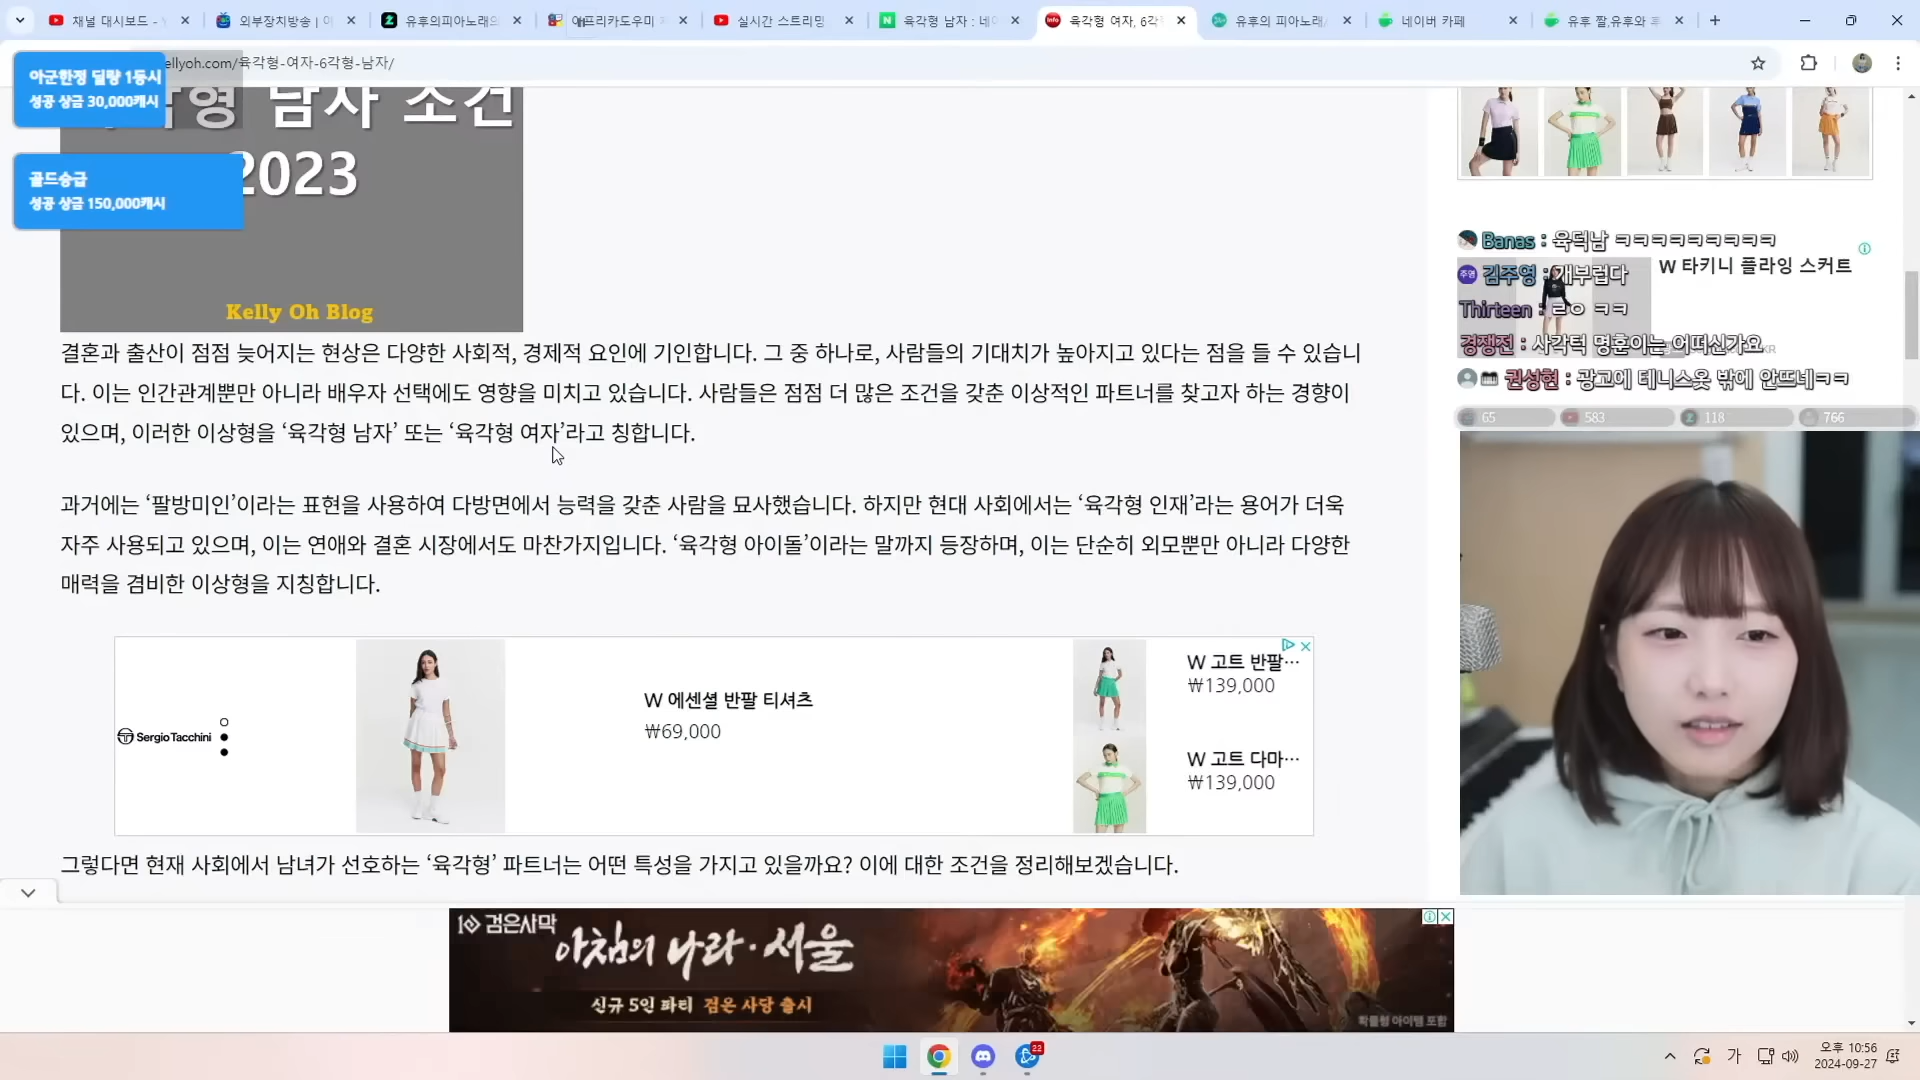 채널 대시보드 - Y
외부장치방송 | 아
유후의피아노래의
아프리카도우미
실시간 스트리밍
육각형 남자 : 네이
육각형 여자, 6각형
유후의 피아노래/
네이버 카페
유후 짤,유후와 후
ellyoh.com/육각형-여자-6각형-남자/
아군한정 딜량 1등시
성공 상금 30,000캐시
골드승급
성공 상금 150,000캐시
각형 남자 조건
2023
Kelly Oh Blog
결혼과 출산이 점점 늦어지는 현상은 다양한 사회적, 경제적 요인에 기인합니다. 그 중 하나로, 사람들의 기대치가 높아지고 있다는 점을 들 수 있습니
다. 이는 인간관계뿐만 아니라 배우자 선택에도 영향을 미치고 있습니다. 사람들은 점점 더 많은 조건을 갖춘 이상적인 파트너를 찾고자 하는 경향이
있으며, 이러한 이상형을 ‘육각형 남자’ 또는 ‘육각형 여자’라고 칭합니다.
과거에는 ‘팔방미인’이라는 표현을 사용하여 다방면에서 능력을 갖춘 사람을 묘사했습니다. 하지만 현대 사회에서는 ‘육각형 인재’라는 용어가 더욱
자주 사용되고 있으며, 이는 연애와 결혼 시장에서도 마찬가지입니다. ‘육각형 아이돌’이라는 말까지 등장하며, 이는 단순히 외모뿐만 아니라 다양한
매력을 겸비한 이상형을 지칭합니다.
Sergio Tacchini
W 에센셜 반팔 티셔츠
₩69,000
W 고트 반팔…
₩139,000
W 고트 다마…
₩139,000
그렇다면 현재 사회에서 남녀가 선호하는 ‘육각형’ 파트너는 어떤 특성을 가지고 있을까요? 이에 대한 조건을 정리해보겠습니다.
Banas : 육덕남 ㅋㅋㅋㅋㅋㅋㅋㅋㅋ
W 타키니 플라잉 스커트
주영 김주영 : 개부럽다
Thirteen : ㄹㅇ ㅋㅋ
경쟁전 : 사각턱 명훈이는 어떠신가요
권성현 : 광고에 테니스옷 밖에 안뜨네ㅋㅋ
65
583
118
766
검은사막
아침의 나라·서울
신규 5인 파티 검은 사당 출시
확률형 아이템 포함
22
가
오후 10:56
2024-09-27